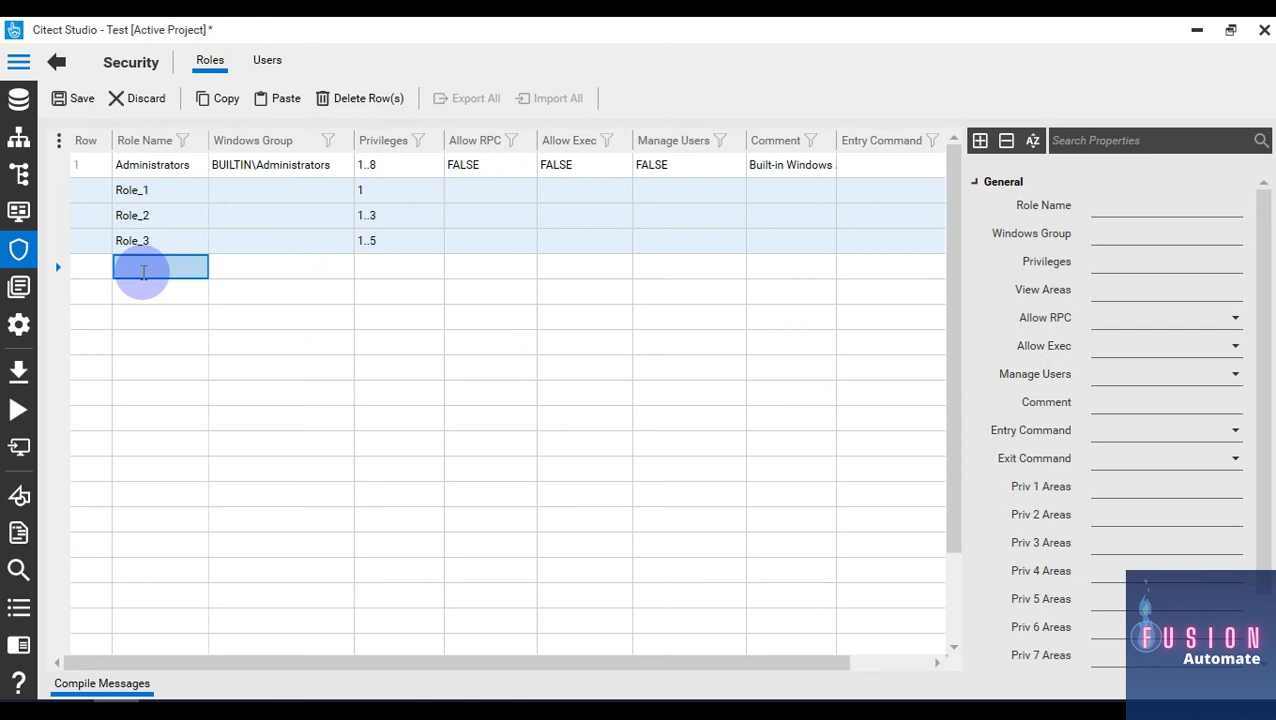 Citect Studio - Test [Active Project] *
Security Roles Users
Save Discard Copy Paste Delete Row(s) Export All Import All
Row Role Name Windows Group Privileges Allow RPC Allow Exec Manage Users Comment Entry Command
1 Administrators BUILTIN\Administrators 1..8 FALSE FALSE FALSE Built-in Windows
Role_1 1
Role_2 1..3
Role_3 1..5
Search Properties
General
Role Name
Windows Group
Privileges
View Areas
Allow RPC
Allow Exec
Manage Users
Comment
Entry Command
Exit Command
Priv 1 Areas
Priv 2 Areas
Priv 3 Areas
Priv 4 Areas
Priv 5 Areas
Priv 6 Areas
Priv 7 Areas
Compile Messages
FUSION
Automate